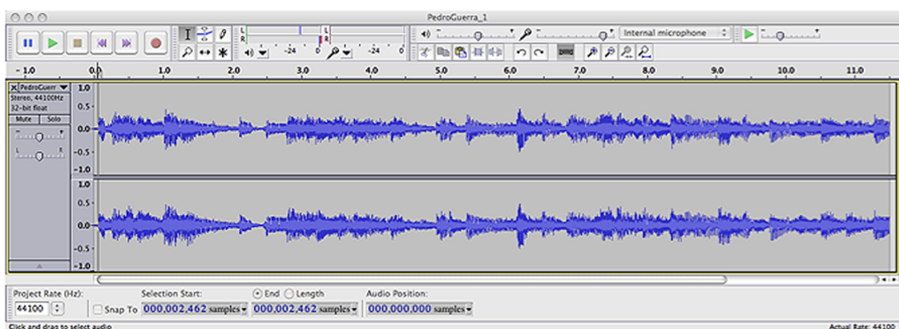 PedroGuerra_1
L
R
-24
0
L
R
-24
0
Internal microphone
- 1.0 0.0 1.0 2.0 3.0 4.0 5.0 6.0 7.0 8.0 9.0 10.0 11.0
X PedroGuerr
Stereo, 44100Hz
32-bit float
Mute Solo
- +
L R
1.0
0.5-
0.0-
-0.5-
-1.0
1.0
0.5-
0.0-
-0.5-
-1.0
Project Rate (Hz): Selection Start: End Length Audio Position:
44100 Snap To 000,002,462 samples 000,002,462 samples 000,000,000 samples
Click and drag to select audio Actual Rate: 44100